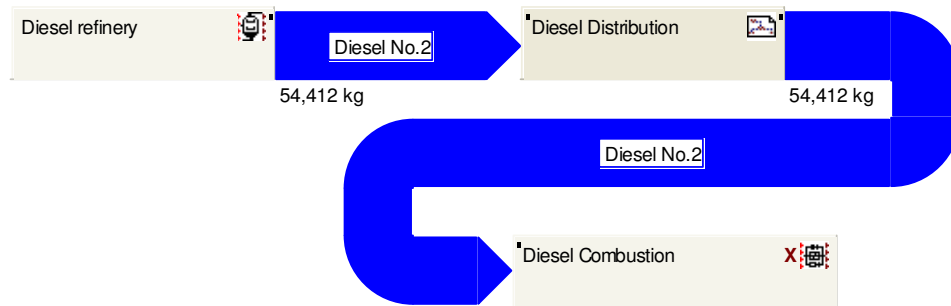 Diesel refinery
Diesel No.2
Diesel Distribution
54,412 kg
54,412 kg
Diesel No.2
Diesel Combustion
X